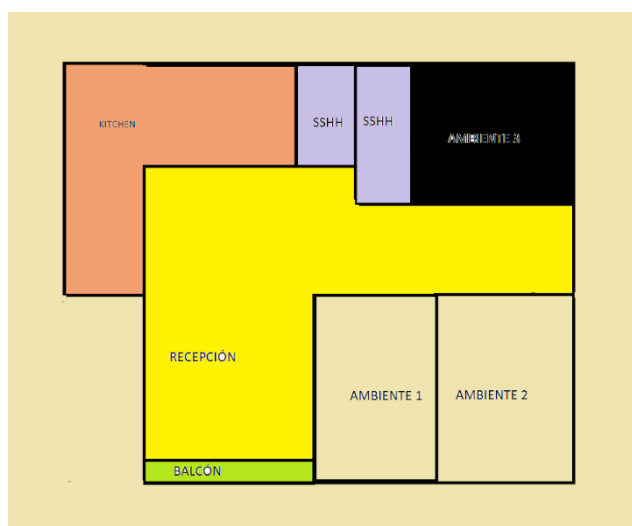 KITCHEN
SSHH
SSHH
AMBIENTE 3
RECEPCIÓN
AMBIENTE 1
AMBIENTE 2
BALCÓN